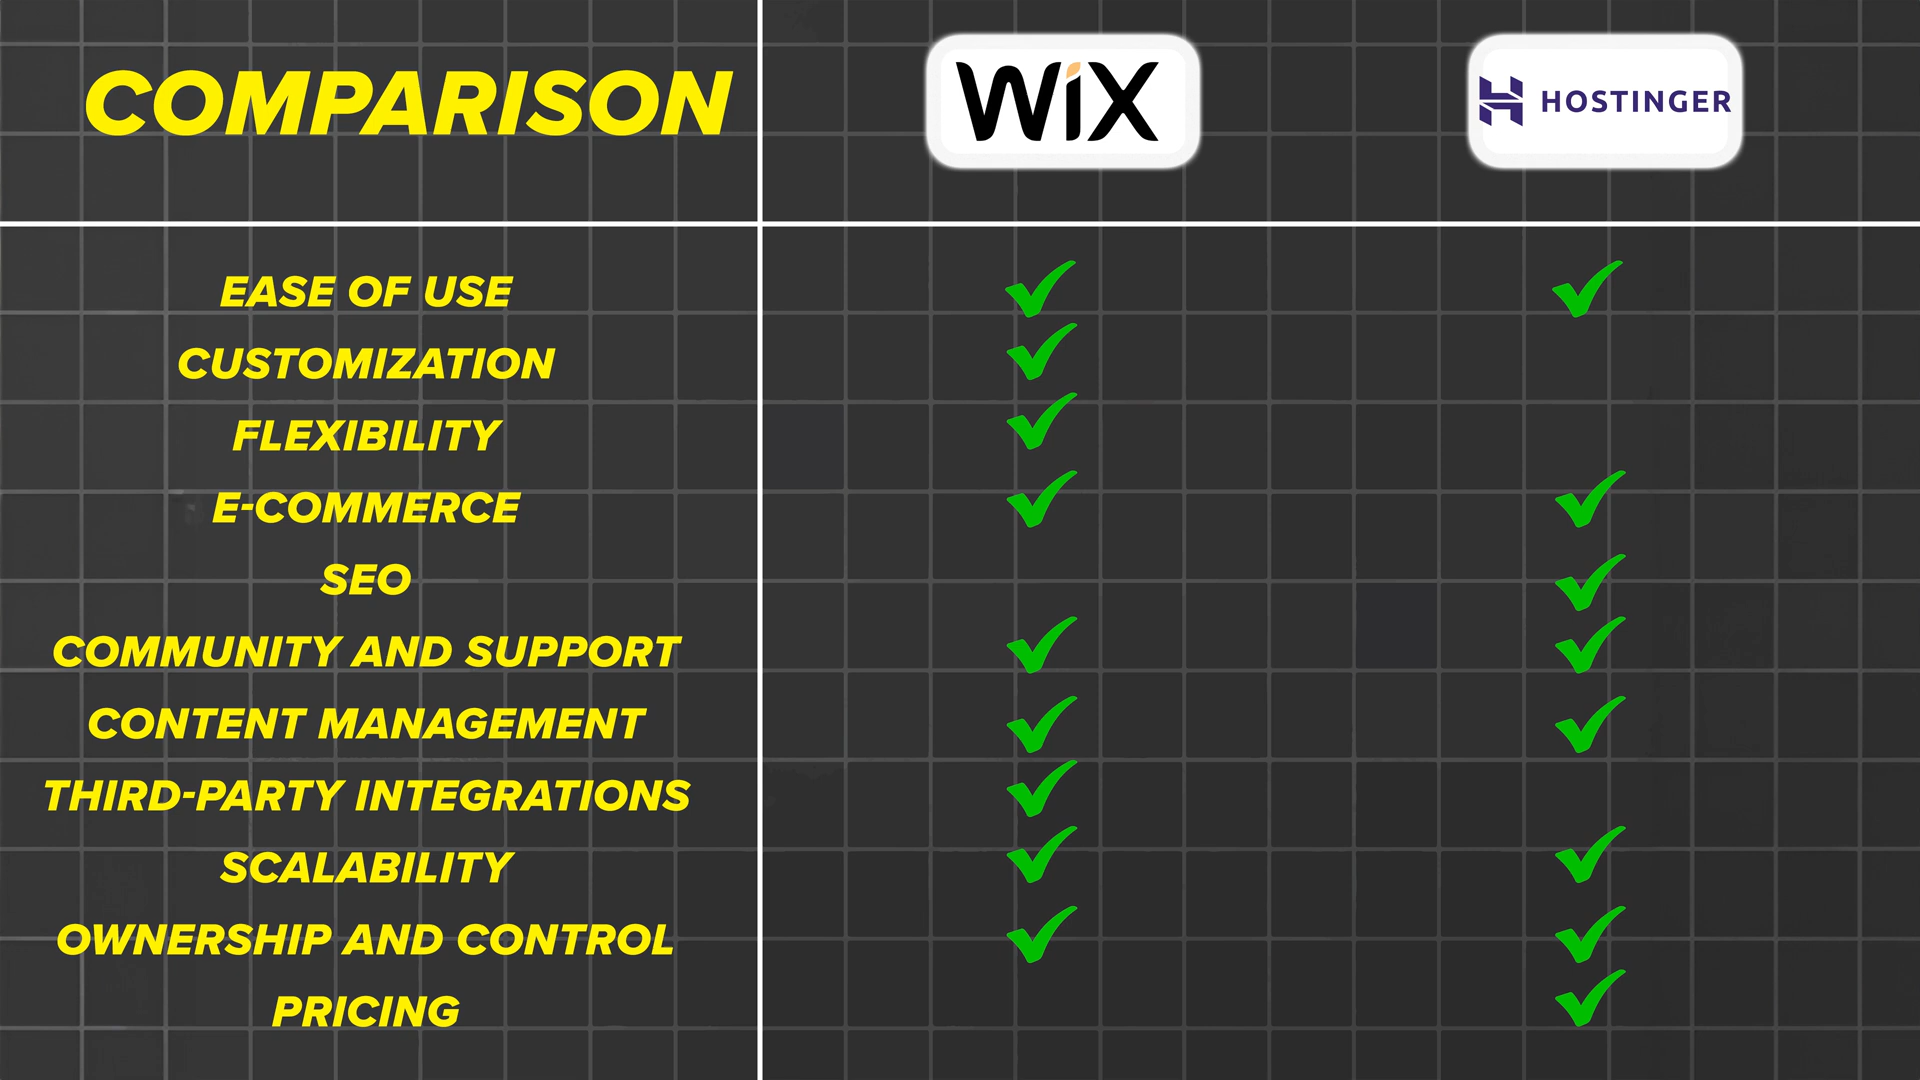 COMPARISON
WiX
HOSTINGER
EASE OF USE
CUSTOMIZATION
FLEXIBILITY
E-COMMERCE
SEO
COMMUNITY AND SUPPORT
CONTENT MANAGEMENT
THIRD-PARTY INTEGRATIONS
SCALABILITY
OWNERSHIP AND CONTROL
PRICING